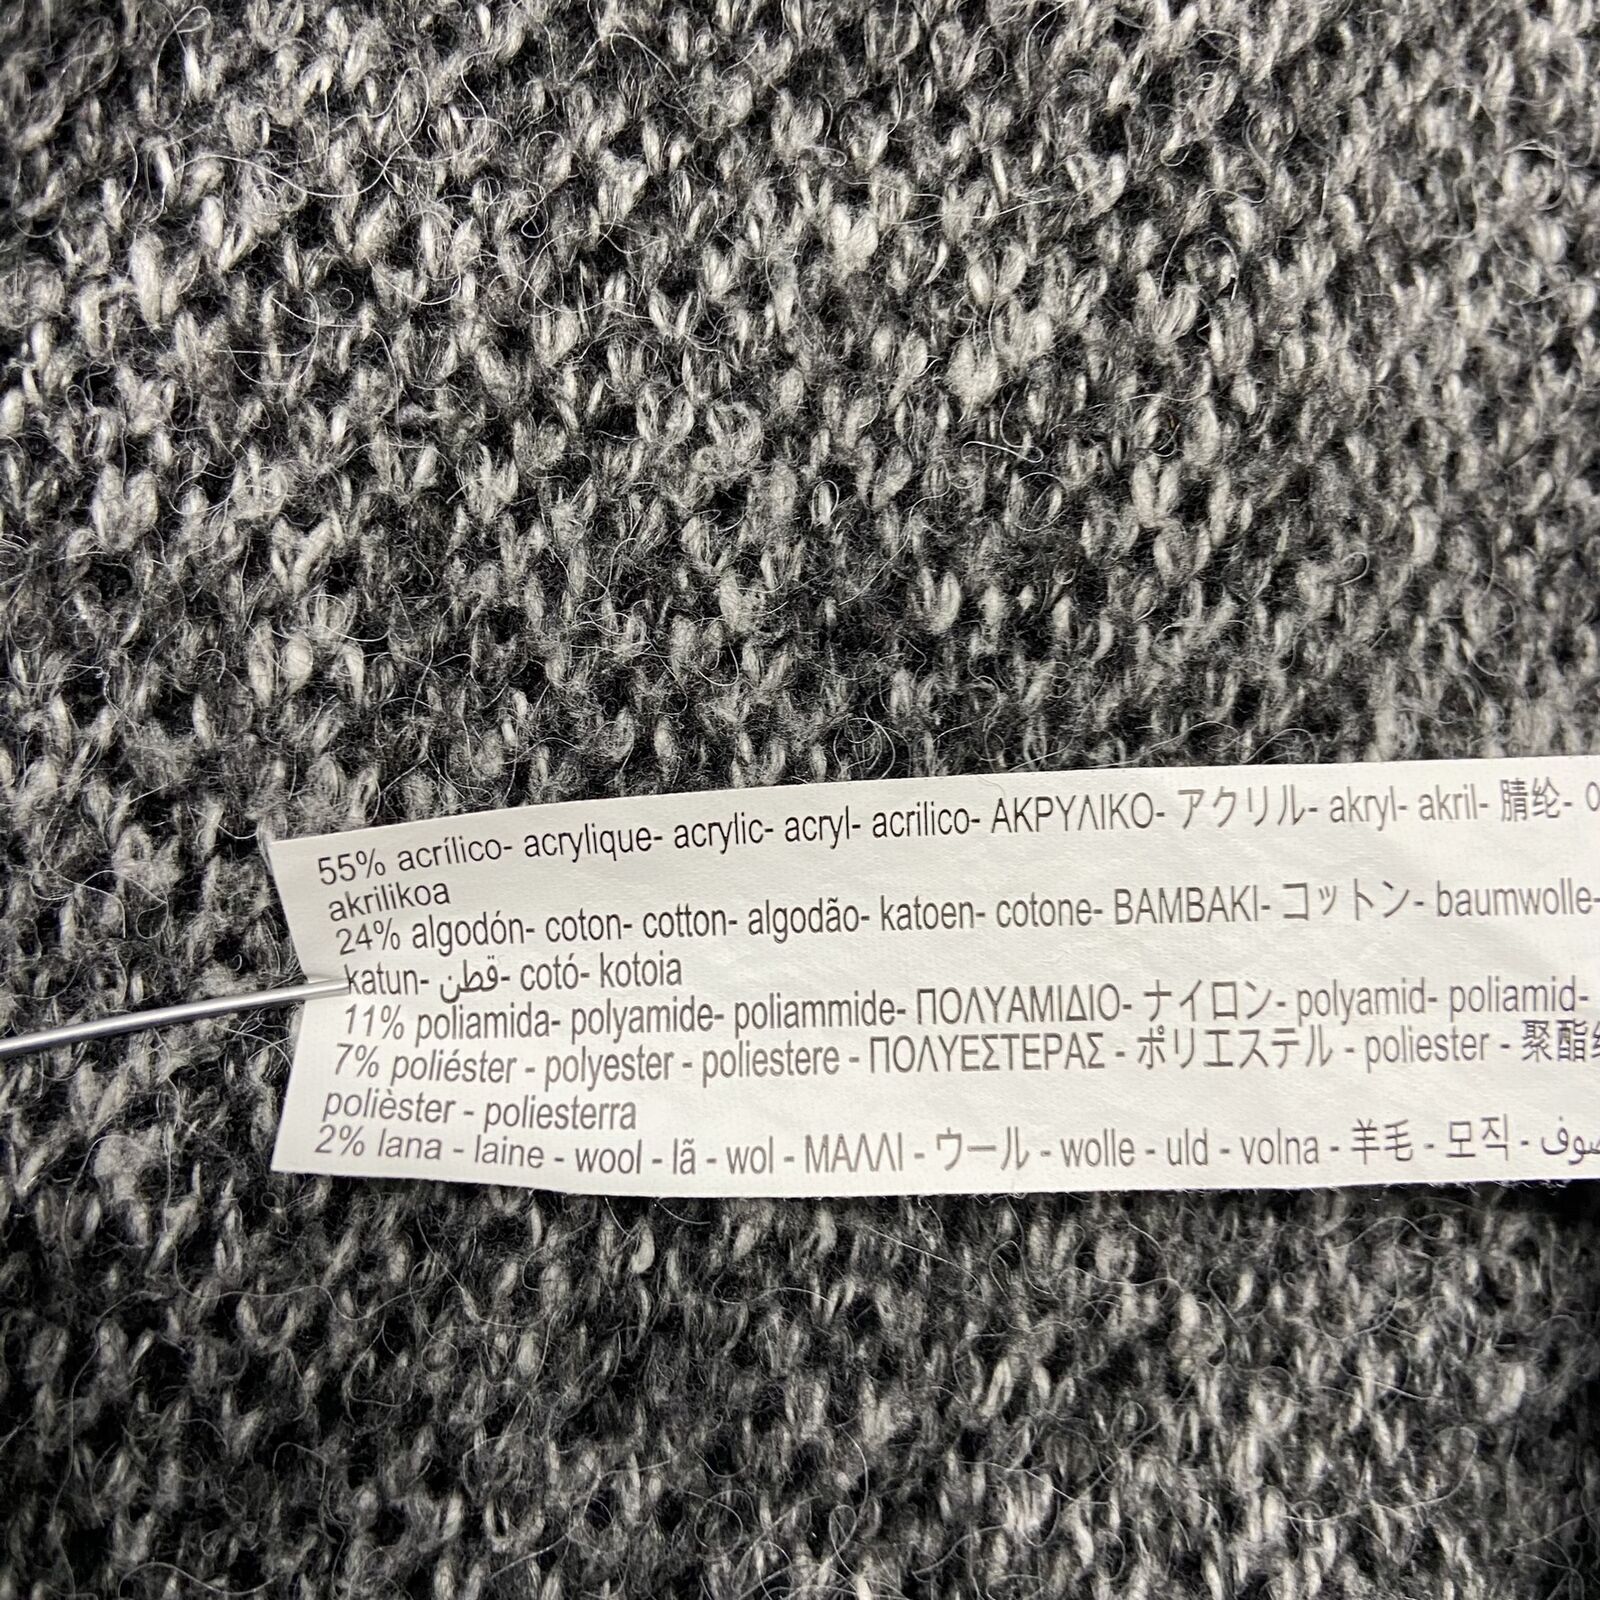 55% acrílico- acrylique- acrylic- acryl- acrilico- ΑΚΡΥΛΙΚΟ- アクリル- akryl- akril- 腈纶-
akrilikoa
24% algodón- coton- cotton- algodão- katoen- cotone- BAMBAKI- コットン- baumwolle-
katun- قطن- cotó- kotoia
11% poliamida- polyamide- poliammide- ΠΟΛΥΑΜΙΔΙΟ- ナイロン- polyamid- poliamid-
7% poliéster - polyester - poliestere - ΠΟΛΥΕΣΤΕΡΑΣ - ポリエステル - poliester - 聚酯
polièster - poliesterra
2% lana - laine - wool - lã - wol - ΜΑΛΛΙ - ウール - wolle - uld - volna - 羊毛 - 모직 - صوف